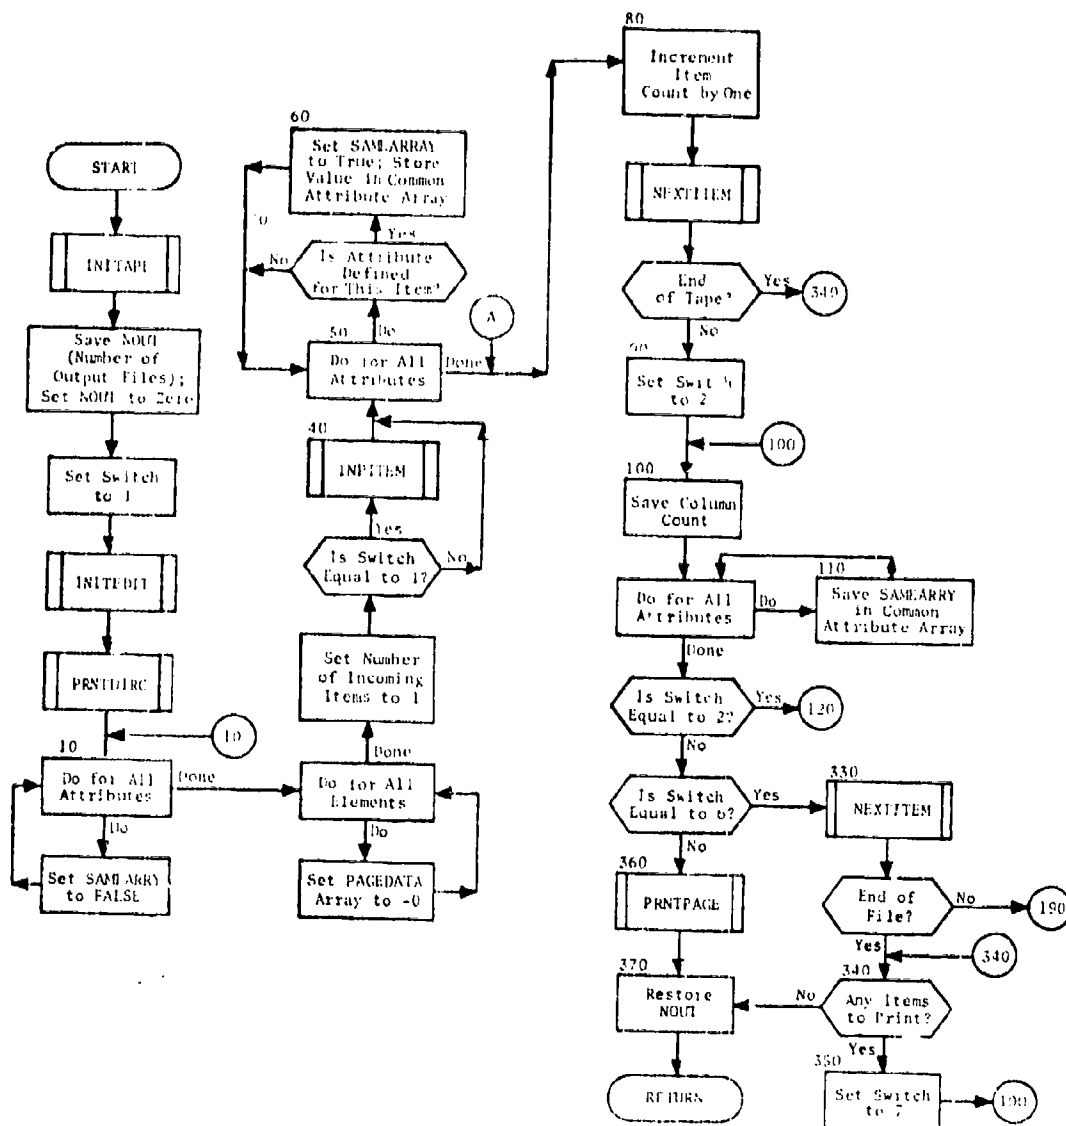 START
INITAPE
Save NOUT
(Number of
Output Files);
Set NOUT to Zero
Set Switch
to 1
INITEDIT
PRNTDIRC
10
10
Do for All
Attributes
Done
Do
Set SAMEARRY
to FALSE
60
Set SAMEARRAY
to True; Store
Value in Common
Attribute Array
Yes
No
Is Attribute
Defined
for This Item?
50
Do
Do for All
Attributes
Done
A
40
INPITEM
Yes
Is Switch
Equal to 1?
No
Set Number
of Incoming
Items to 1
Done
Do for All
Elements
Do
Set PAGEDATA
Array to -0
80
Increment
Item
Count by One
NEXTITEM
End
of Tape?
Yes
340
No
90
Set Switch
to 2
100
100
Save Column
Count
Do for All
Attributes
Do
110
Save SAMEARRY
in Common
Attribute Array
Done
Is Switch
Equal to 2?
Yes
120
No
Is Switch
Equal to 6?
Yes
330
NEXTITEM
No
360
PRNTPAGE
End of
File?
No
190
Yes
340
370
Restore
NOUT
No
340
Any Items
to Print?
Yes
350
RETURN
Set Switch
to 7
100